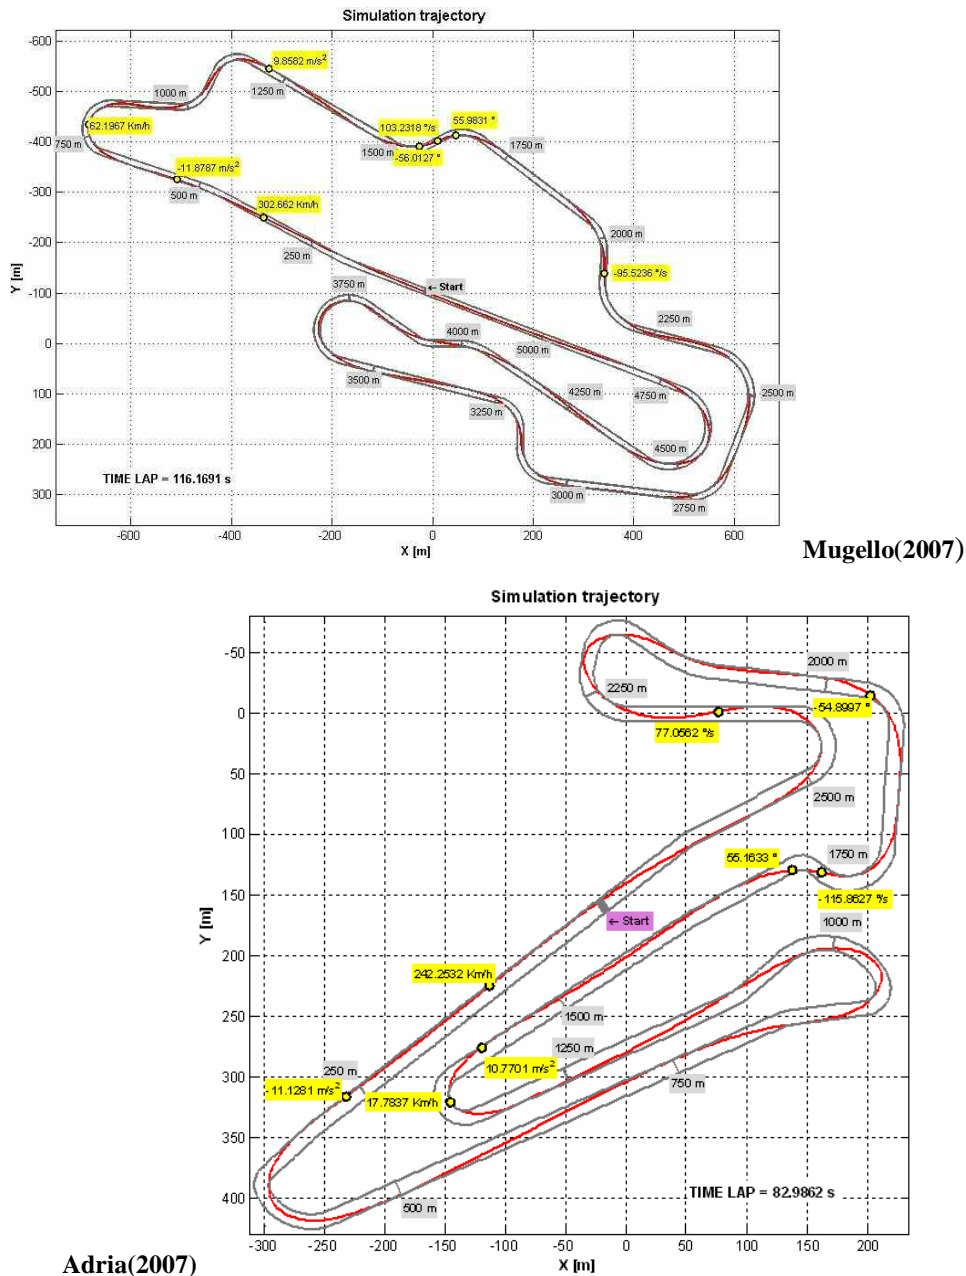 Simulation trajectory
-600
-500
-400
-300
-200
-100
0
100
200
300
Y [m]
9.8582 m/s²
1000 m
1250 m
103.2318 °/s
55.9831 °
62.1967 Km/h
750 m
1500 m
-56.0127 °
1750 m
-11.8787 m/s²
500 m
302.662 Km/h
2000 m
250 m
-95.5236 °/s
3750 m
← Start
2250 m
4000 m
5000 m
3500 m
4250 m
4750 m
2500 m
3250 m
4500 m
TIME LAP = 116.1691 s
3000 m
2750 m
-600
-400
-200
0
200
400
600
X [m]
Mugello(2007)
Simulation trajectory
-50
0
50
100
150
200
250
300
350
400
Y [m]
2000 m
2250 m
-54.8997 °
77.0562 °/s
2500 m
55.1633 °
1750 m
-115.8627 °/s
← Start
1000 m
242.2532 Km/h
1500 m
1250 m
250 m
10.7701 m/s²
750 m
-11.1281 m/s²
17.7837 Km/h
500 m
TIME LAP = 82.9862 s
-300
-250
-200
-150
-100
-50
0
50
100
150
200
X [m]
Adria(2007)